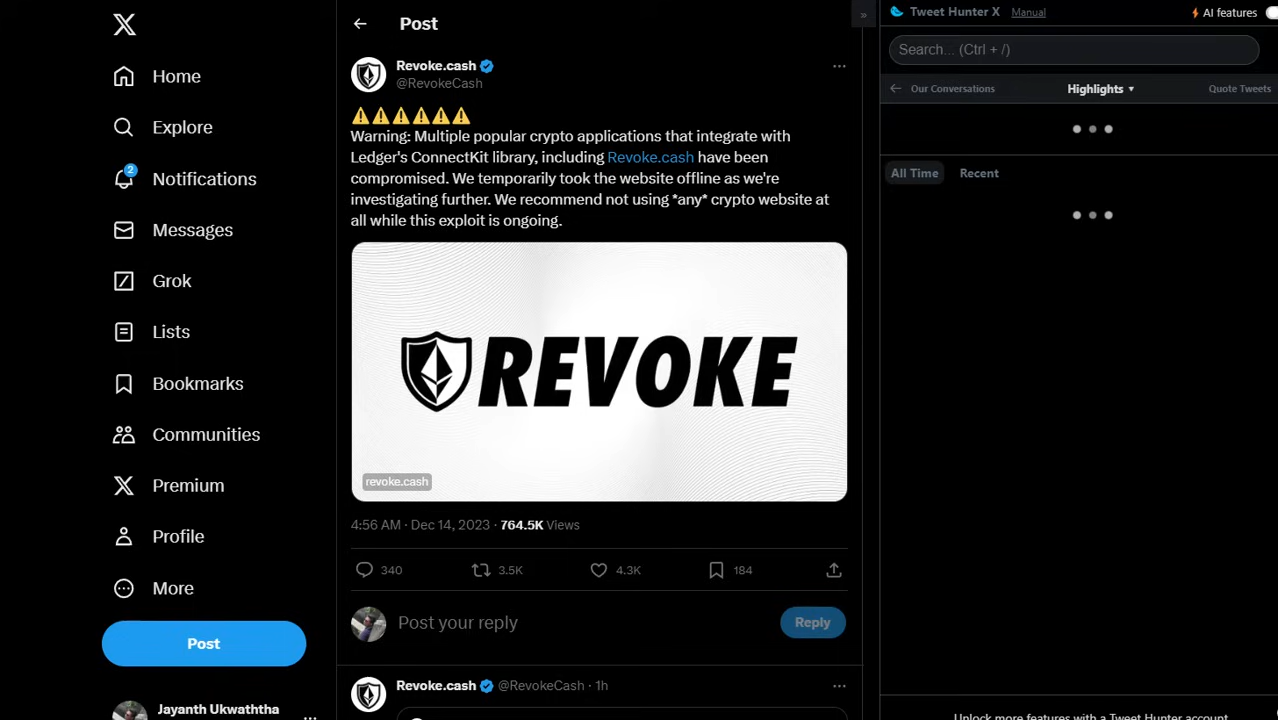 Home
Explore
2
Notifications
Messages
Grok
Lists
Bookmarks
Communities
Premium
Profile
More
Post
Jayanth Ukwaththa
Post
Revoke.cash
@RevokeCash
Warning: Multiple popular crypto applications that integrate with
Ledger's ConnectKit library, including Revoke.cash have been
compromised. We temporarily took the website offline as we're
investigating further. We recommend not using *any* crypto website at
all while this exploit is ongoing.
REVOKE
revoke.cash
4:56 AM · Dec 14, 2023 · 764.5K Views
340 3.5K 4.3K 184
Post your reply Reply
Revoke.cash @RevokeCash · 1h
»
Tweet Hunter X Manual AI features
Search... (Ctrl + /)
Our Conversations Highlights Quote Tweets
All Time Recent
Unlock more features with a Tweet Hunter account